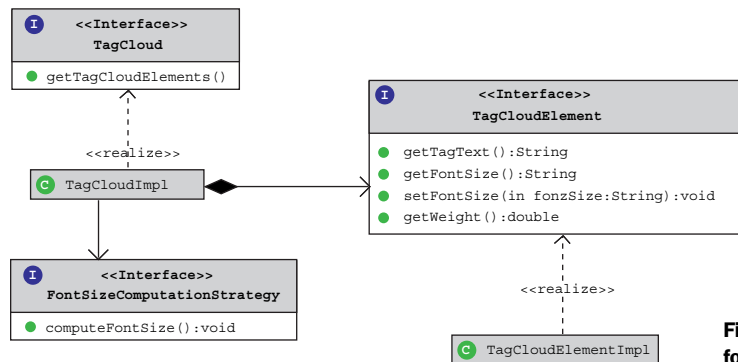 I <<Interface>>
TagCloud
getTagCloudElements()
<<realize>>
C TagCloudImpl
I <<Interface>>
FontSizeComputationStrategy
computeFontSize():void
I <<Interface>>
TagCloudElement
getTagText():String
getFontSize():String
setFontSize(in fonzSize:String):void
getWeight():double
<<realize>>
C TagCloudElementImpl
Fi
fo